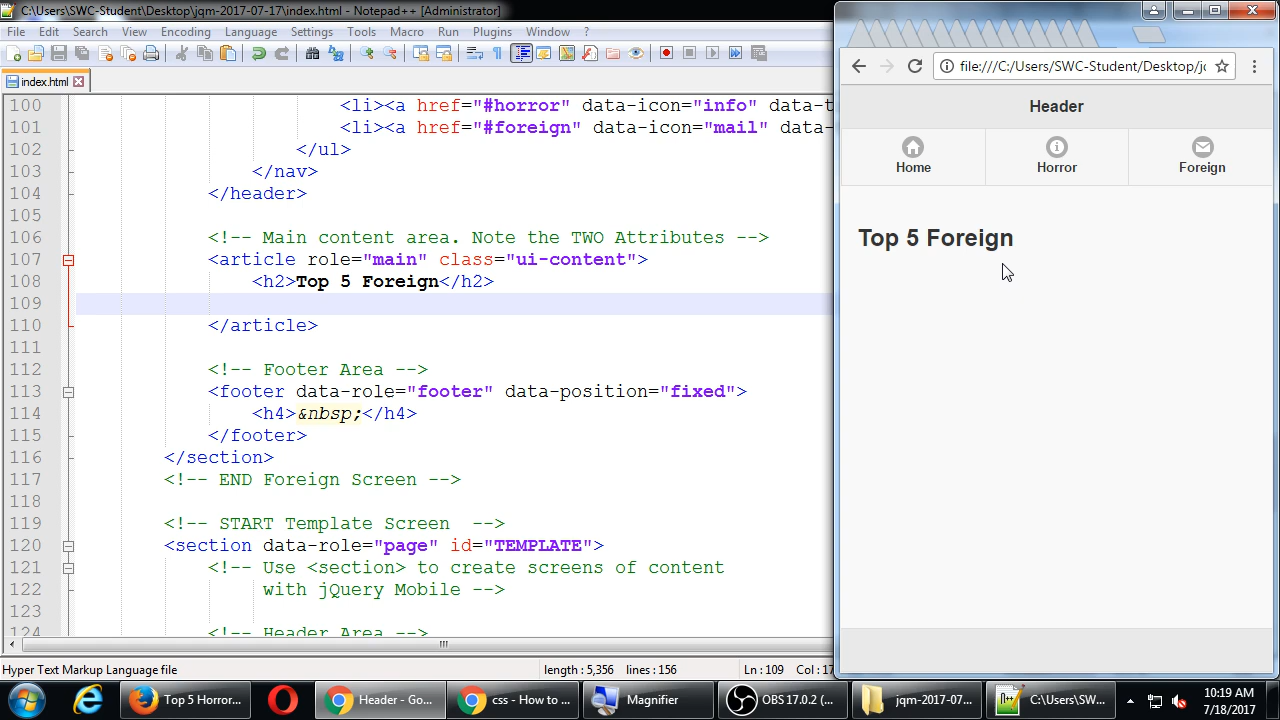 C:\Users\SWC-Student\Desktop\jqm-2017-07-17\index.html - Notepad++ [Administrator]
File Edit Search View Encoding Language Settings Tools Macro Run Plugins Window ?
index.html
100 <li><a href="#horror" data-icon="info" data-t
101 <li><a href="#foreign" data-icon="mail" data-
102 </ul>
103 </nav>
104 </header>
105
106 <!-- Main content area. Note the TWO Attributes -->
107 <article role="main" class="ui-content">
108 <h2>Top 5 Foreign</h2>
109
110 </article>
111
112 <!-- Footer Area -->
113 <footer data-role="footer" data-position="fixed">
114 <h4>&nbsp;</h4>
115 </footer>
116 </section>
117 <!-- END Foreign Screen -->
118
119 <!-- START Template Screen -->
120 <section data-role="page" id="TEMPLATE">
121 <!-- Use <section> to create screens of content
122 with jQuery Mobile -->
123
124 <!-- Header Area -->
Hyper Text Markup Language file length : 5,356 lines : 156 Ln : 109 Col : 17
file:///C:/Users/SWC-Student/Desktop/jq
Header
Home Horror Foreign
Top 5 Foreign
Top 5 Horror... Header - Go... css - How to ... Magnifier OBS 17.0.2 (... jqm-2017-07... C:\Users\SW...
10:19 AM
7/18/2017